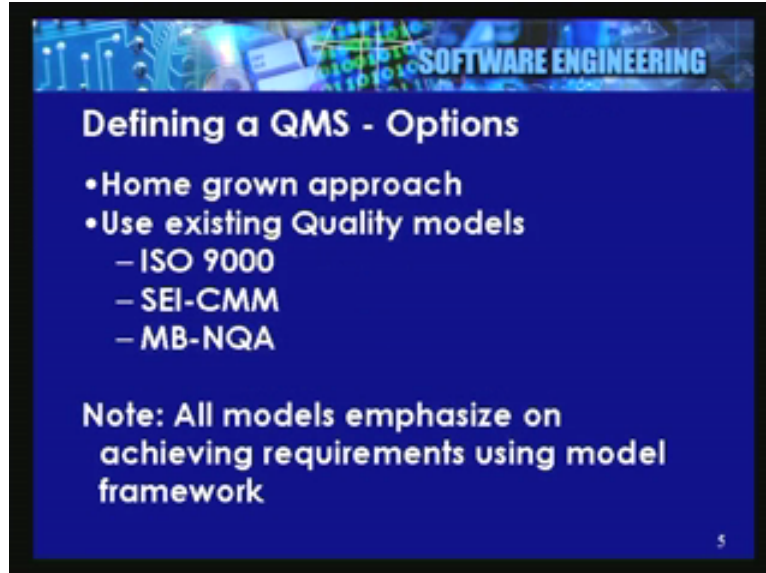 SOFTWARE ENGINEERING
Defining a QMS - Options
•Home grown approach
•Use existing Quality models
– ISO 9000
– SEI-CMM
– MB-NQA
Note: All models emphasize on
achieving requirements using model
framework
5